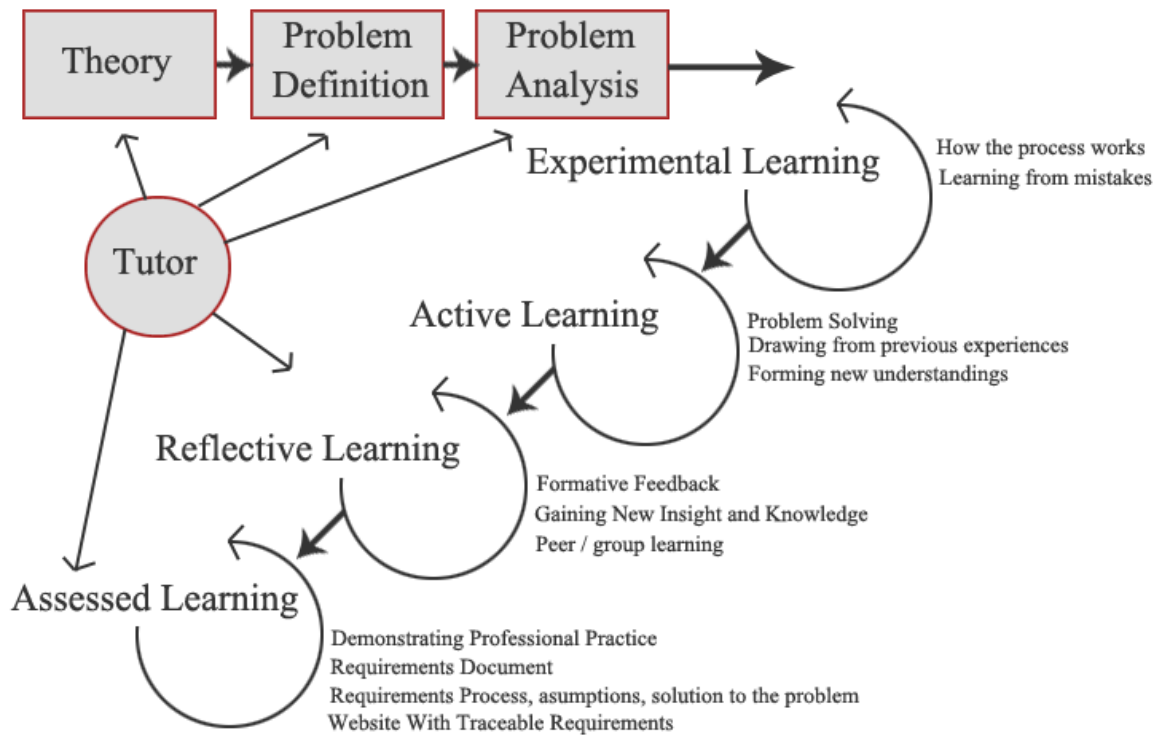 Theory
Problem
Definition
Problem
Analysis
Experimental Learning
How the process works
Learning from mistakes
Tutor
Active Learning
Problem Solving
Drawing from previous experiences
Forming new understandings
Reflective Learning
Formative Feedback
Gaining New Insight and Knowledge
Peer / group learning
Assessed Learning
Demonstrating Professional Practice
Requirements Document
Requirements Process, asumptions, solution to the problem
Website With Traceable Requirements